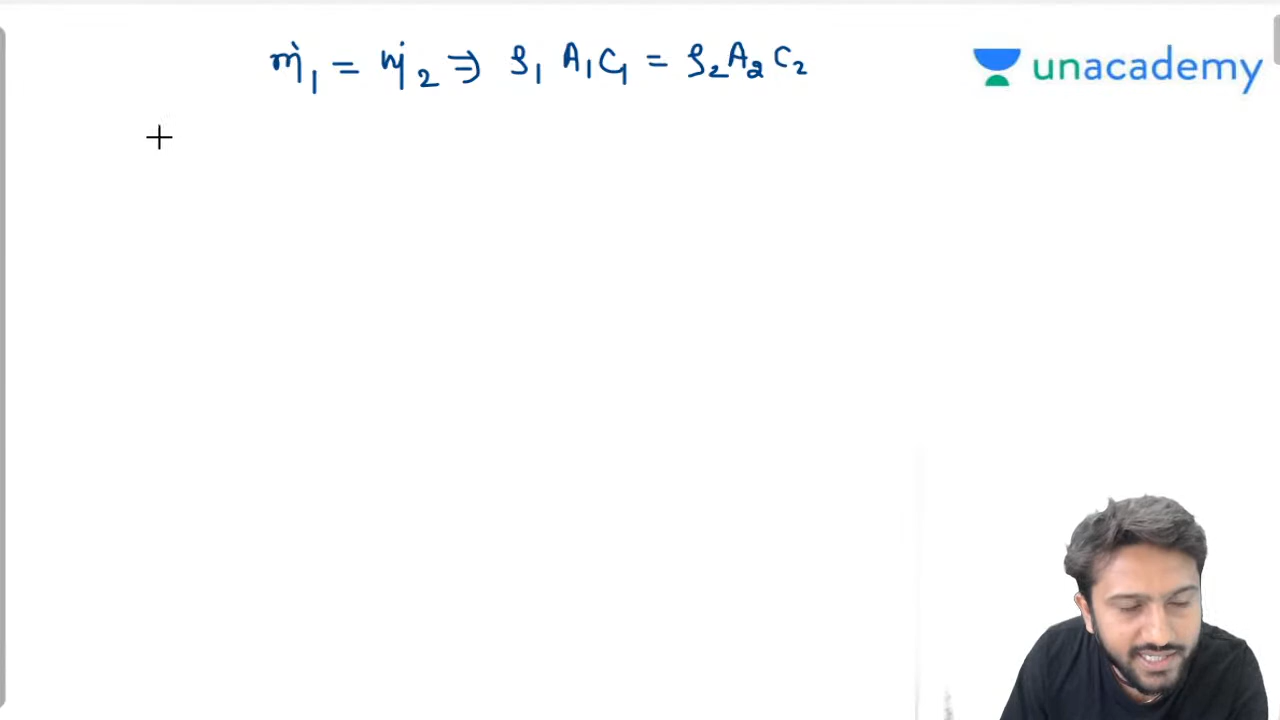 ṁ₁ = ṁ₂ ⇒ ρ₁ A₁C₁ = ρ₂A₂C₂
unacademy